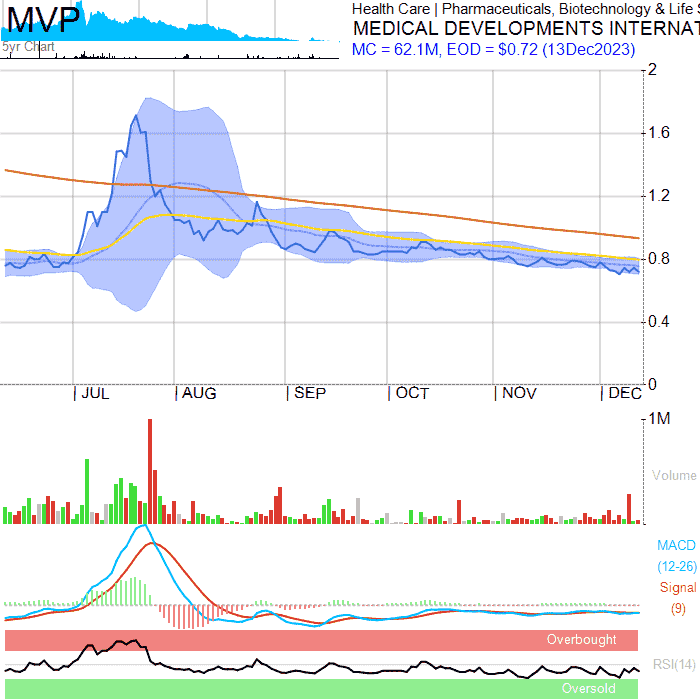 MVP
5yr Chart
Health Care | Pharmaceuticals, Biotechnology & Life S
MEDICAL DEVELOPMENTS INTERNAT
MC = 62.1M, EOD = $0.72 (13Dec2023)
2
1.6
1.2
0.8
0.4
0
| JUL | AUG | SEP | OCT | NOV | DEC
1M
Volume
MACD
(12-26)
Signal
(9)
Overbought
RSI(14)
Oversold